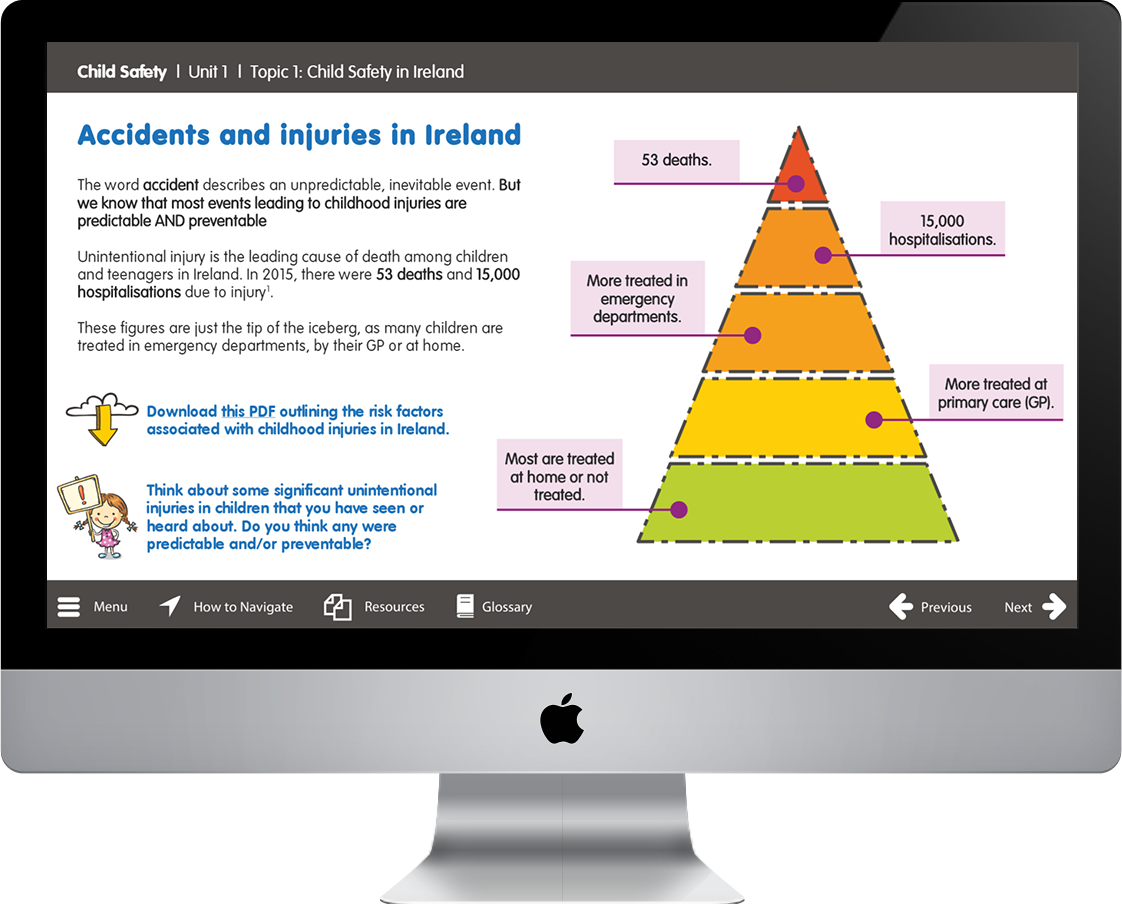 Child Safety | Unit 1 | Topic 1: Child Safety in Ireland
Accidents and injuries in Ireland
The word accident describes an unpredictable, inevitable event. But
we know that most events leading to childhood injuries are
predictable AND preventable
Unintentional injury is the leading cause of death among children
and teenagers in Ireland. In 2015, there were 53 deaths and 15,000
hospitalisations due to injury¹.
These figures are just the tip of the iceberg, as many children are
treated in emergency departments, by their GP or at home.
Download this PDF outlining the risk factors
associated with childhood injuries in Ireland.
!
Think about some significant unintentional
injuries in children that you have seen or
heard about. Do you think any were
predictable and/or preventable?
53 deaths.
15,000
hospitalisations.
More treated in
emergency
departments.
More treated at
primary care (GP).
Most are treated
at home or not
treated.
Menu
How to Navigate
Resources
Glossary
Previous
Next